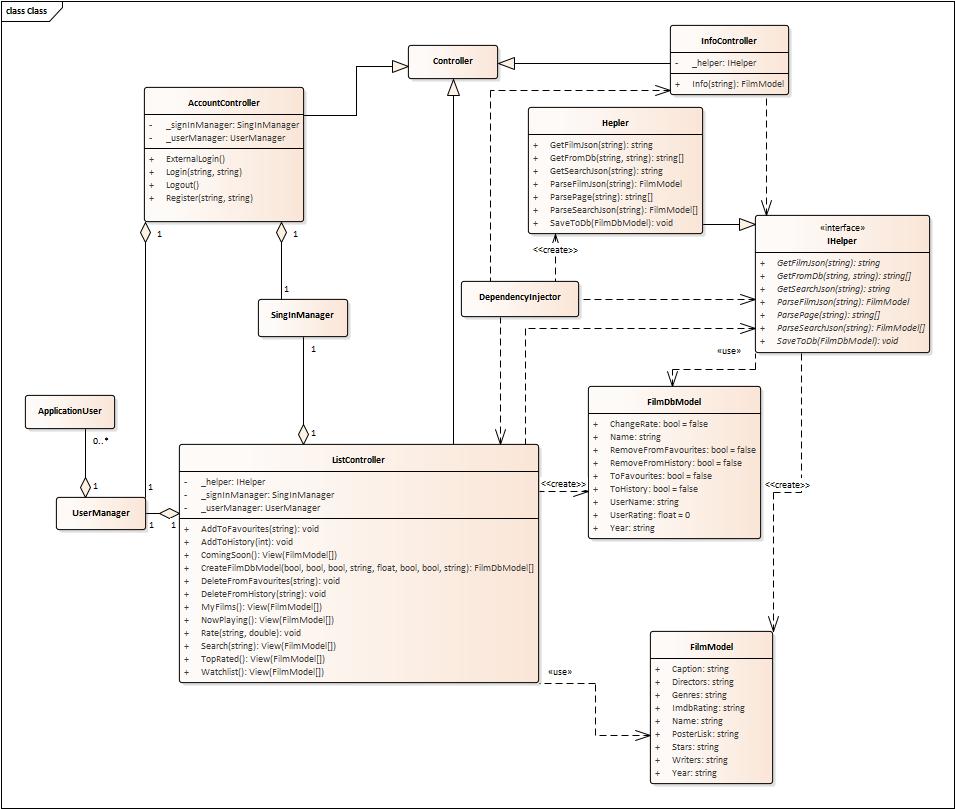 class Class
Controller
InfoController
- _helper: IHelper
+ Info(string): FilmModel
AccountController
- _signInManager: SingInManager
- _userManager: UserManager
+ ExternalLogin()
+ Login(string, string)
+ Logout()
+ Register(string, string)
Hepler
+ GetFilmJson(string): string
+ GetFromDb(string, string): string[]
+ GetSearchJson(string): string
+ ParseFilmJson(string): FilmModel
+ ParsePage(string): string[]
+ ParseSearchJson(string): FilmModel[]
+ SaveToDb(FilmDbModel): void
«interface»
IHelper
+ GetFilmJson(string): string
+ GetFromDb(string, string): string[]
+ GetSearchJson(string): string
+ ParseFilmJson(string): FilmModel
+ ParsePage(string): string[]
+ ParseSearchJson(string): FilmModel[]
+ SaveToDb(FilmDbModel): void
1
1
<<create>>
DependencyInjector
1
SingInManager
1
«use»
FilmDbModel
+ ChangeRate: bool = false
+ Name: string
+ RemoveFromFavourites: bool = false
+ RemoveFromHistory: bool = false
+ ToFavourites: bool = false
+ ToHistory: bool = false
+ UserName: string
+ UserRating: float = 0
+ Year: string
ApplicationUser
0..*
1
1
1
UserManager
1
1
<<create>>
<<create>>
ListController
- _helper: IHelper
- _signInManager: SingInManager
- _userManager: UserManager
+ AddToFavourites(string): void
+ AddToHistory(int): void
+ ComingSoon(): View(FilmModel[])
+ CreateFilmDbModel(bool, bool, bool, string, float, bool, bool, string): FilmDbModel[]
+ DeleteFromFavourites(string): void
+ DeleteFromHistory(string): void
+ MyFilms(): View(FilmModel[])
+ NowPlaying(): View(FilmModel[])
+ Rate(string, double): void
+ Search(string): View(FilmModel[])
+ TopRated(): View(FilmModel[])
+ Watchlist(): View(FilmModel[])
«use»
FilmModel
+ Caption: string
+ Directors: string
+ Genres: string
+ ImdbRating: string
+ Name: string
+ PosterLisk: string
+ Stars: string
+ Writers: string
+ Year: string